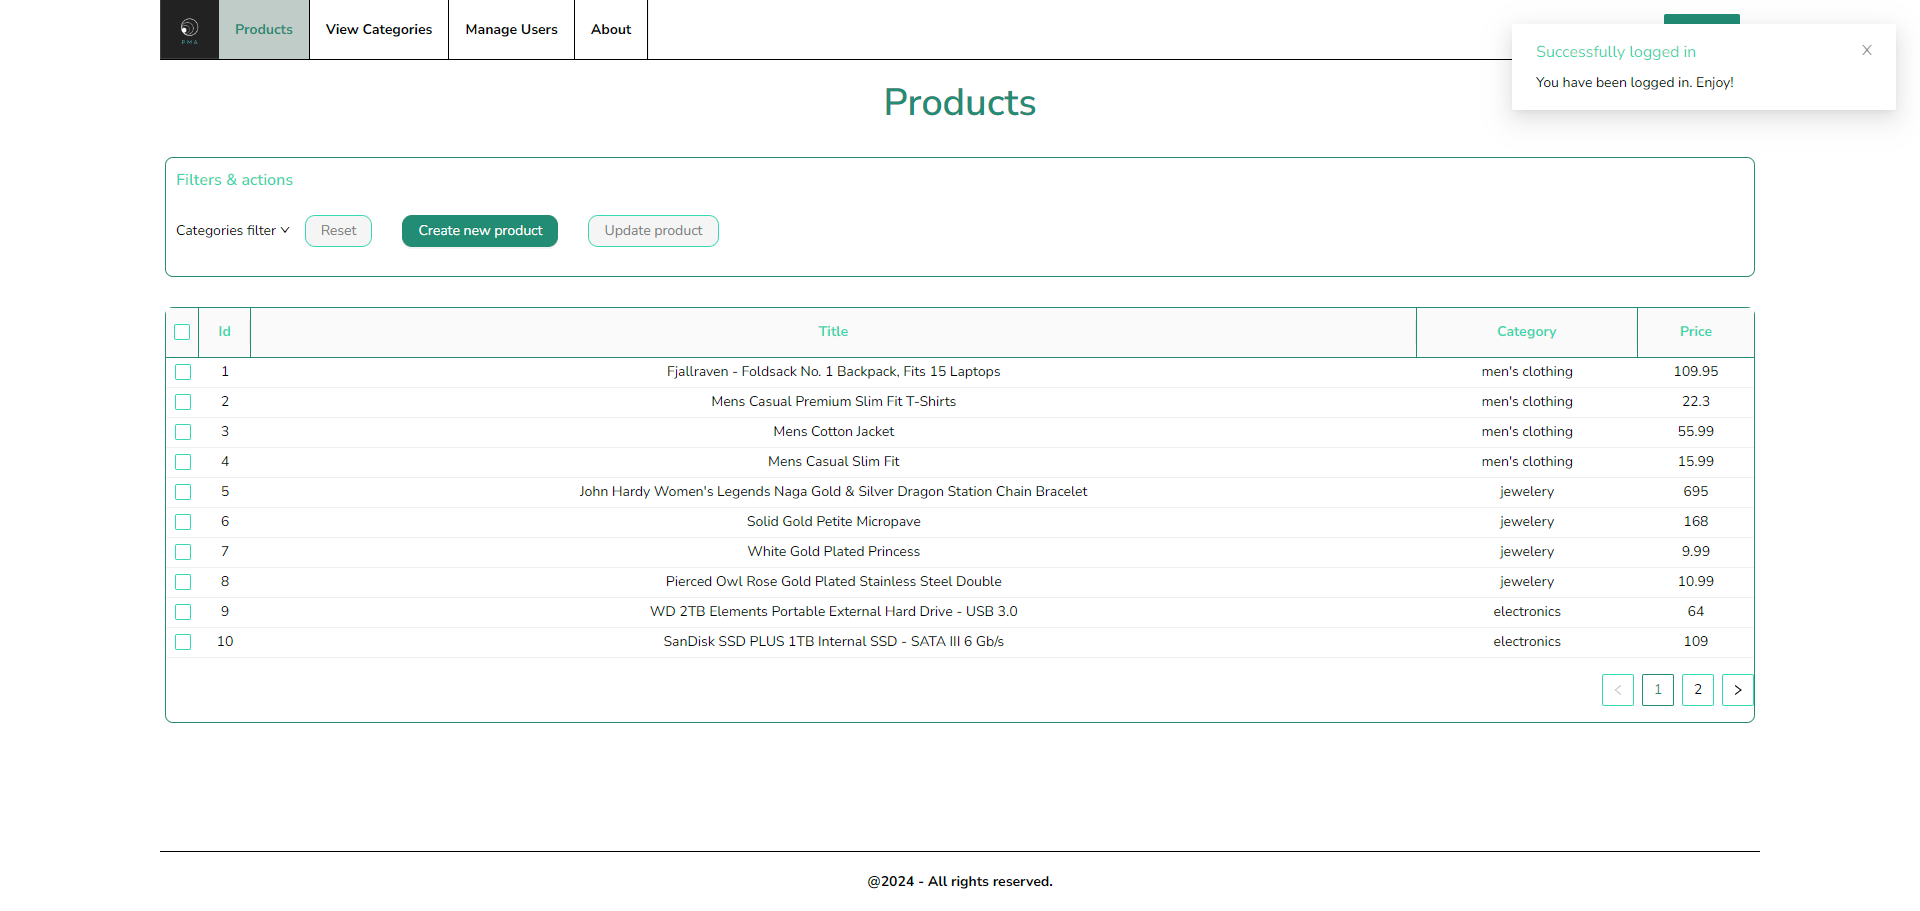 PMA
Products
View Categories
Manage Users
About
Successfully logged in
You have been logged in. Enjoy!
Products
Filters & actions
Categories filter
Reset
Create new product
Update product
Id Title Category Price
1 Fjallraven - Foldsack No. 1 Backpack, Fits 15 Laptops men's clothing 109.95
2 Mens Casual Premium Slim Fit T-Shirts men's clothing 22.3
3 Mens Cotton Jacket men's clothing 55.99
4 Mens Casual Slim Fit men's clothing 15.99
5 John Hardy Women's Legends Naga Gold & Silver Dragon Station Chain Bracelet jewelery 695
6 Solid Gold Petite Micropave jewelery 168
7 White Gold Plated Princess jewelery 9.99
8 Pierced Owl Rose Gold Plated Stainless Steel Double jewelery 10.99
9 WD 2TB Elements Portable External Hard Drive - USB 3.0 electronics 64
10 SanDisk SSD PLUS 1TB Internal SSD - SATA III 6 Gb/s electronics 109
< 1 2 >
@2024 - All rights reserved.